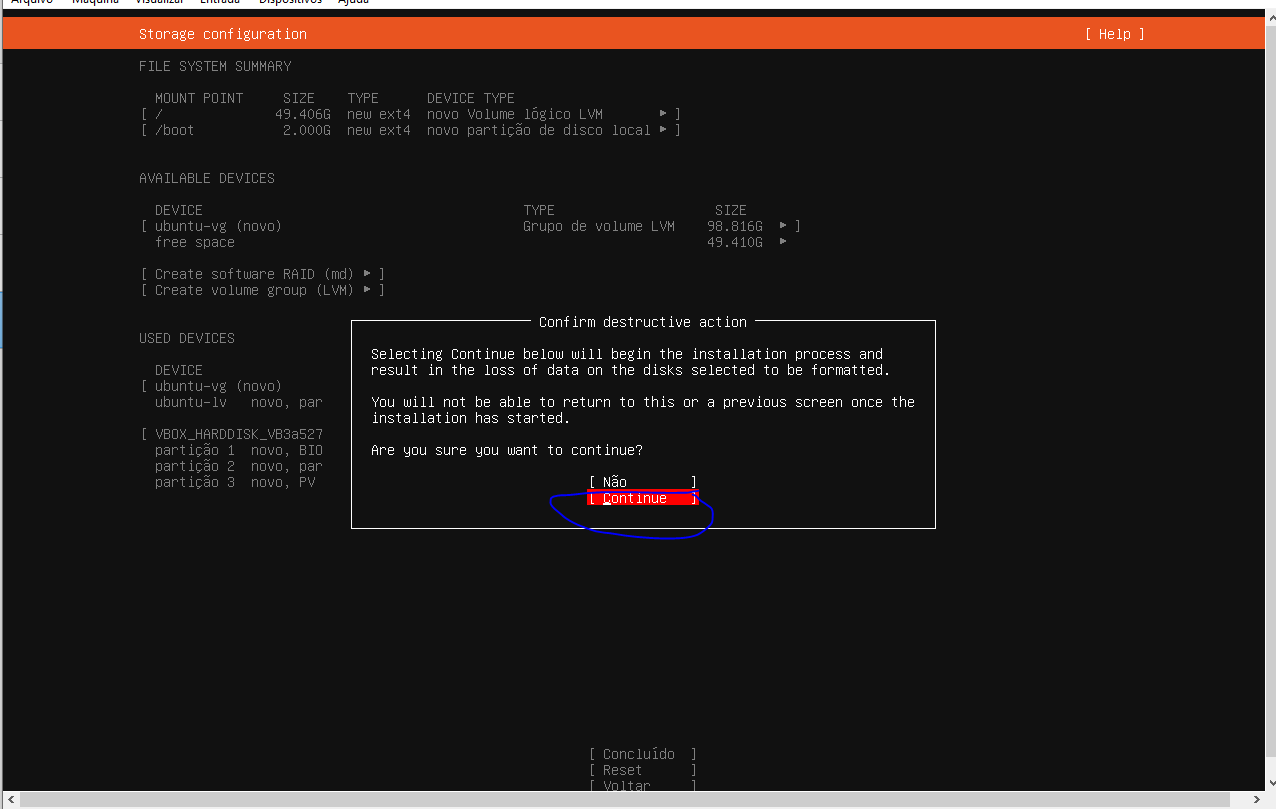 Arquivo Máquina Visualizar Entrada Dispositivos Ajuda
Storage configuration [ Help ]
FILE SYSTEM SUMMARY
MOUNT POINT SIZE TYPE DEVICE TYPE
[ / 49.406G new ext4 novo Volume lógico LVM ▸ ]
[ /boot 2.000G new ext4 novo partição de disco local ▸ ]
AVAILABLE DEVICES
DEVICE TYPE SIZE
[ ubuntu-vg (novo) Grupo de volume LVM 98.816G ▸ ]
free space 49.410G ▸
[ Create software RAID (md) ▸ ]
[ Create volume group (LVM) ▸ ]
USED DEVICES
DEVICE
[ ubuntu-vg (novo)
ubuntu-lv novo, par
[ VBOX_HARDDISK_VB3a527
partição 1 novo, BIO
partição 2 novo, par
partição 3 novo, PV
Confirm destructive action
Selecting Continue below will begin the installation process and
result in the loss of data on the disks selected to be formatted.
You will not be able to return to this or a previous screen once the
installation has started.
Are you sure you want to continue?
[ Não ]
[ Continue ]
[ Concluído ]
[ Reset ]
[ Voltar ]